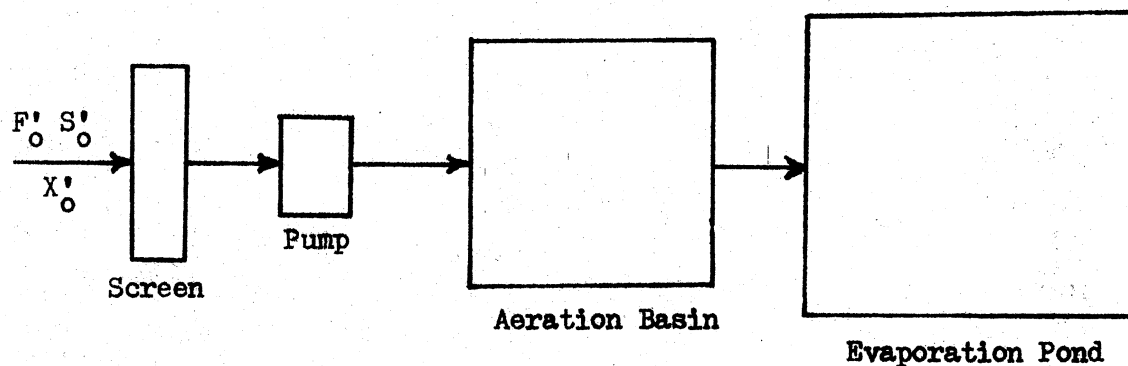 F'o S'o
X'o
Screen
Pump
Aeration Basin
Evaporation Pond